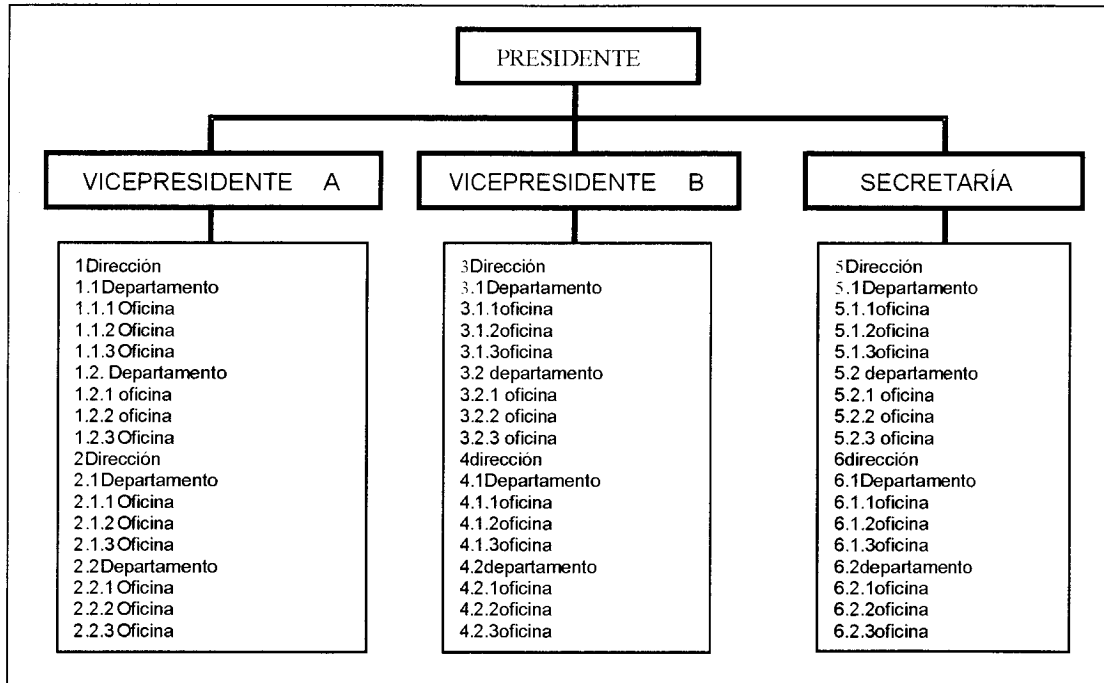 PRESIDENTE
VICEPRESIDENTE A
VICEPRESIDENTE B
SECRETARÍA
1Dirección
1.1Departamento
1.1.1 Oficina
1.1.2 Oficina
1.1.3 Oficina
1.2. Departamento
1.2.1 oficina
1.2.2 oficina
1.2.3 Oficina
2Dirección
2.1Departamento
2.1.1 Oficina
2.1.2 Oficina
2.1.3 Oficina
2.2Departamento
2.2.1 Oficina
2.2.2 Oficina
2.2.3 Oficina
3Dirección
3.1Departamento
3.1.1oficina
3.1.2oficina
3.1.3oficina
3.2 departamento
3.2.1 oficina
3.2.2 oficina
3.2.3 oficina
4dirección
4.1Departamento
4.1.1oficina
4.1.2oficina
4.1.3oficina
4.2departamento
4.2.1oficina
4.2.2oficina
4.2.3oficina
5Dirección
5.1Departamento
5.1.1oficina
5.1.2oficina
5.1.3oficina
5.2 departamento
5.2.1 oficina
5.2.2 oficina
5.2.3 oficina
6dirección
6.1Departamento
6.1.1oficina
6.1.2oficina
6.1.3oficina
6.2departamento
6.2.1oficina
6.2.2oficina
6.2.3oficina